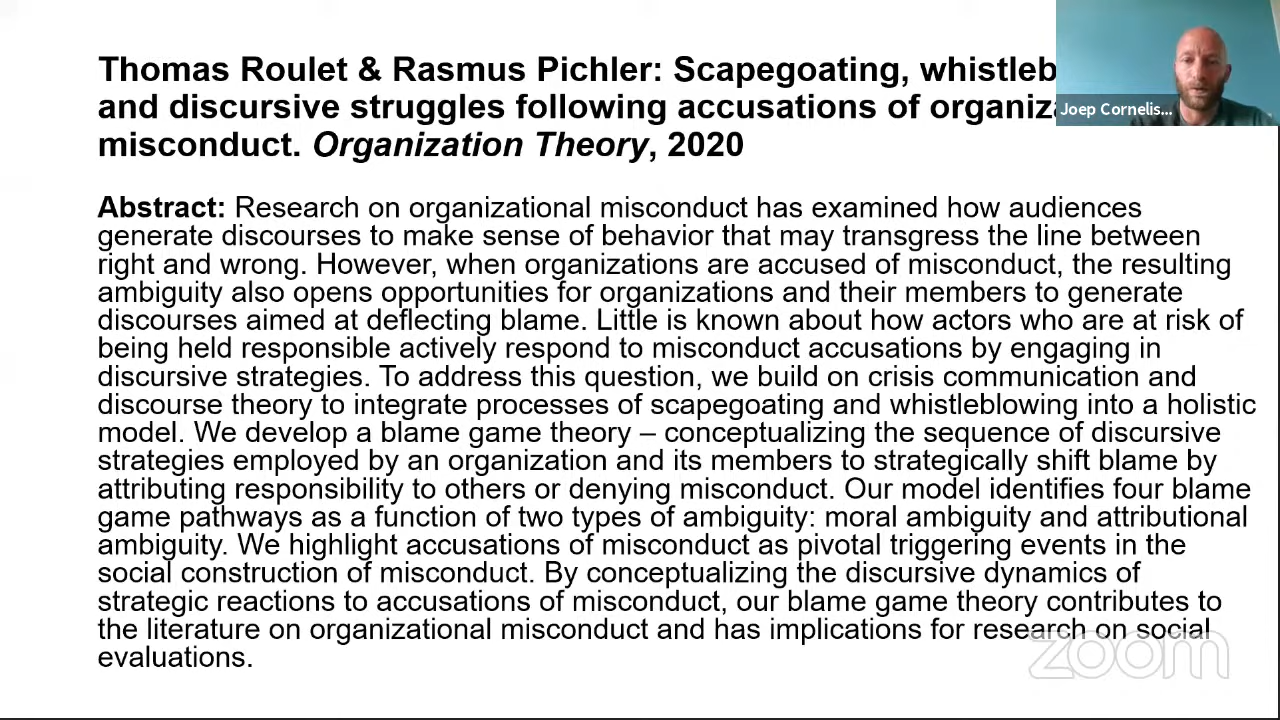 Thomas Roulet & Rasmus Pichler: Scapegoating,
and discursive struggles following accusations of
misconduct. Organization Theory, 2020
Joep Cornelis...
Abstract: Research on organizational misconduct has examined how audiences
generate discourses to make sense of behavior that may transgress the line between
right and wrong. However, when organizations are accused of misconduct, the resulting
ambiguity also opens opportunities for organizations and their members to generate
discourses aimed at deflecting blame. Little is known about how actors who are at risk of
being held responsible actively respond to misconduct accusations by engaging in
discursive strategies. To address this question, we build on crisis communication and
discourse theory to integrate processes of scapegoating and whistleblowing into a holistic
model. We develop a blame game theory – conceptualizing the sequence of discursive
strategies employed by an organization and its members to strategically shift blame by
attributing responsibility to others or denying misconduct. Our model identifies four blame
game pathways as a function of two types of ambiguity: moral ambiguity and attributional
ambiguity. We highlight accusations of misconduct as pivotal triggering events in the
social construction of misconduct. By conceptualizing the discursive dynamics of
strategic reactions to accusations of misconduct, our blame game theory contributes to
the literature on organizational misconduct and has implications for research on social
evaluations.
zoom